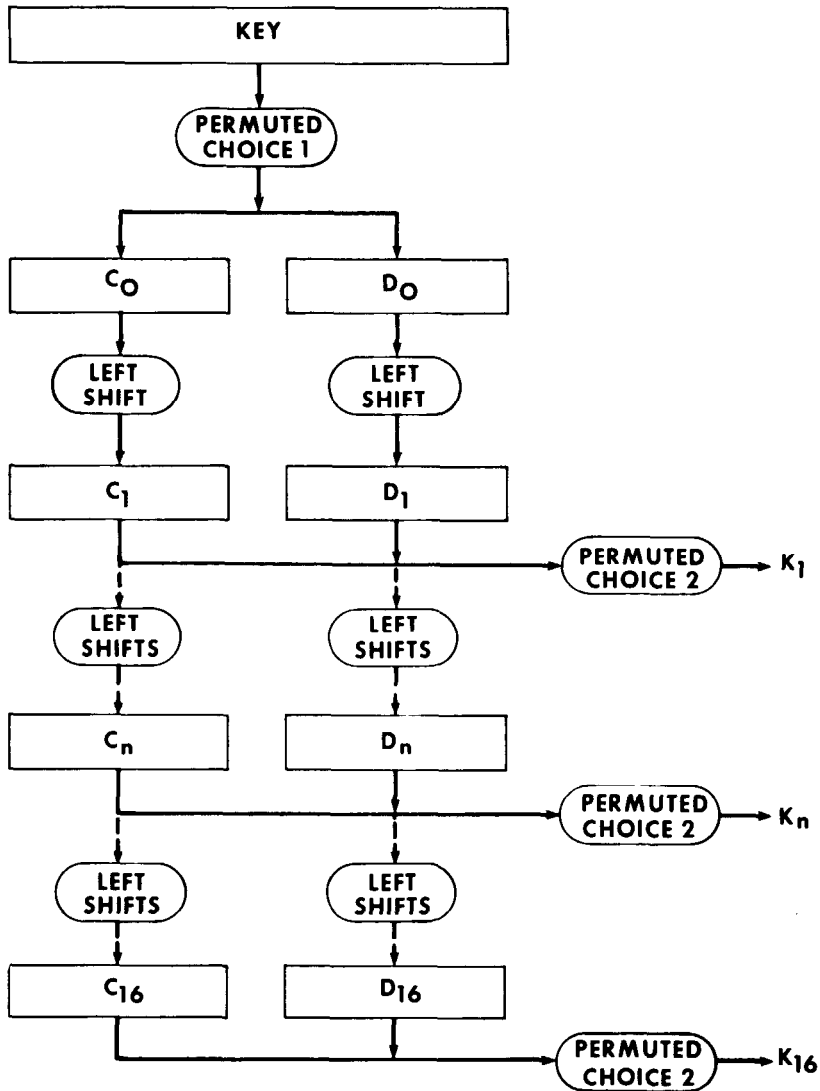 KEY
PERMUTED
CHOICE 1
C0
D0
LEFT
SHIFT
LEFT
SHIFT
C1
D1
PERMUTED
CHOICE 2
K1
LEFT
SHIFTS
LEFT
SHIFTS
Cn
Dn
PERMUTED
CHOICE 2
Kn
LEFT
SHIFTS
LEFT
SHIFTS
C16
D16
PERMUTED
CHOICE 2
K16